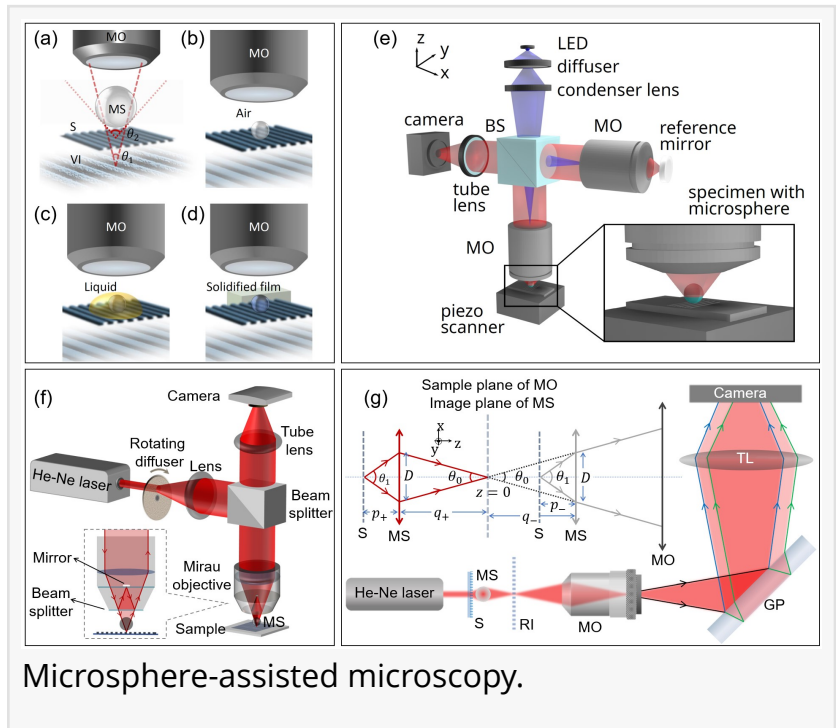 (a)
MO
MS
S
θ₂
VI
θ₁
(b)
MO
Air
(c)
MO
Liquid
(d)
MO
Solidified film
(e)
z
y
x
LED
diffuser
condenser lens
camera
BS
MO
reference
mirror
tube
lens
specimen with
microsphere
MO
piezo
scanner
(f)
Camera
Rotating
diffuser
Lens
Tube
lens
He-Ne laser
Beam
splitter
Mirror
Mirau
objective
Beam
splitter
MS
Sample
(g)
Sample plane of MO
Image plane of MS
x
y
z
θ₁
D
θ₀
z = 0
θ₀
θ₁
D
p₊
q₊
q₋
p₋
S
MS
S
MS
MO
Camera
TL
GP
He-Ne laser
MS
S
RI
MO
Microsphere-assisted microscopy.